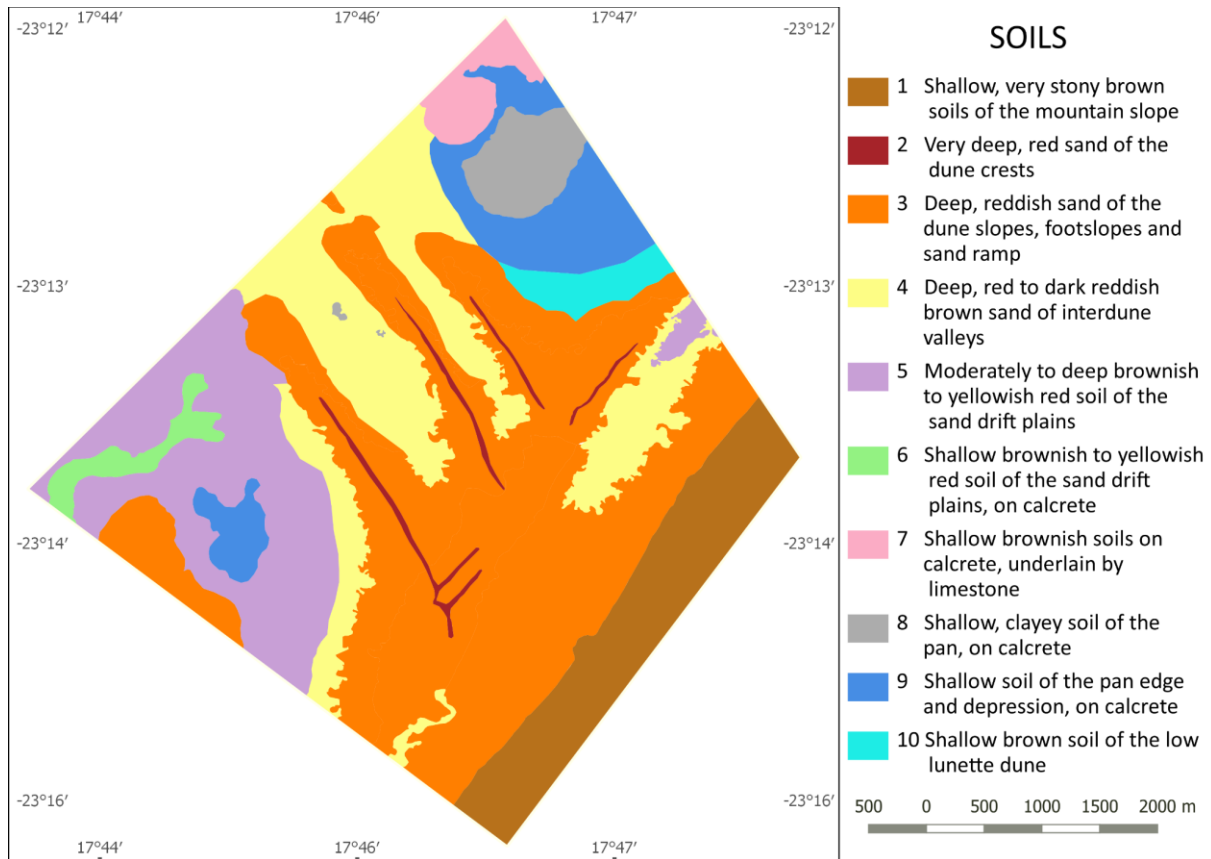 17°44′ 17°46′ 17°47′
-23°12′ -23°12′
-23°13′ -23°13′
-23°14′ -23°14′
-23°16′ -23°16′
17°44′ 17°46′ 17°47′
SOILS
1 Shallow, very stony brown
soils of the mountain slope
2 Very deep, red sand of the
dune crests
3 Deep, reddish sand of the
dune slopes, footslopes and
sand ramp
4 Deep, red to dark reddish
brown sand of interdune
valleys
5 Moderately to deep brownish
to yellowish red soil of the
sand drift plains
6 Shallow brownish to yellowish
red soil of the sand drift
plains, on calcrete
7 Shallow brownish soils on
calcrete, underlain by
limestone
8 Shallow, clayey soil of the
pan, on calcrete
9 Shallow soil of the pan edge
and depression, on calcrete
10 Shallow brown soil of the low
lunette dune
500 0 500 1000 1500 2000 m